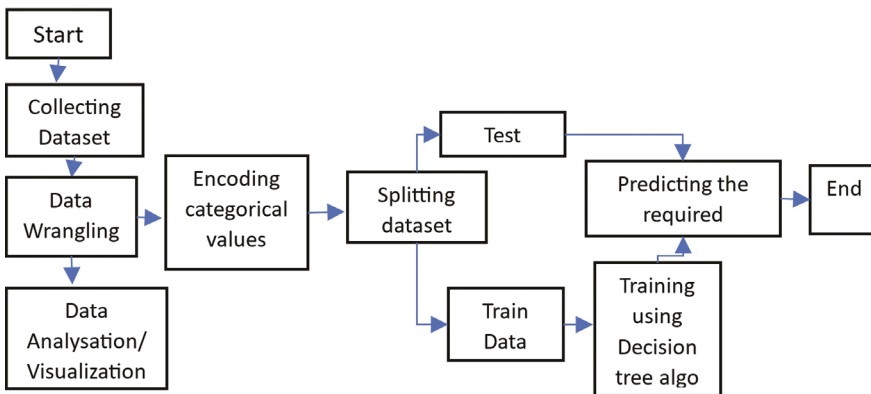 Start
Collecting
Dataset
Data
Wrangling
Data
Analysation/
Visualization
Encoding
categorical
values
Splitting
dataset
Test
Train
Data
Training
using
Decision
tree algo
Predicting the
required
End